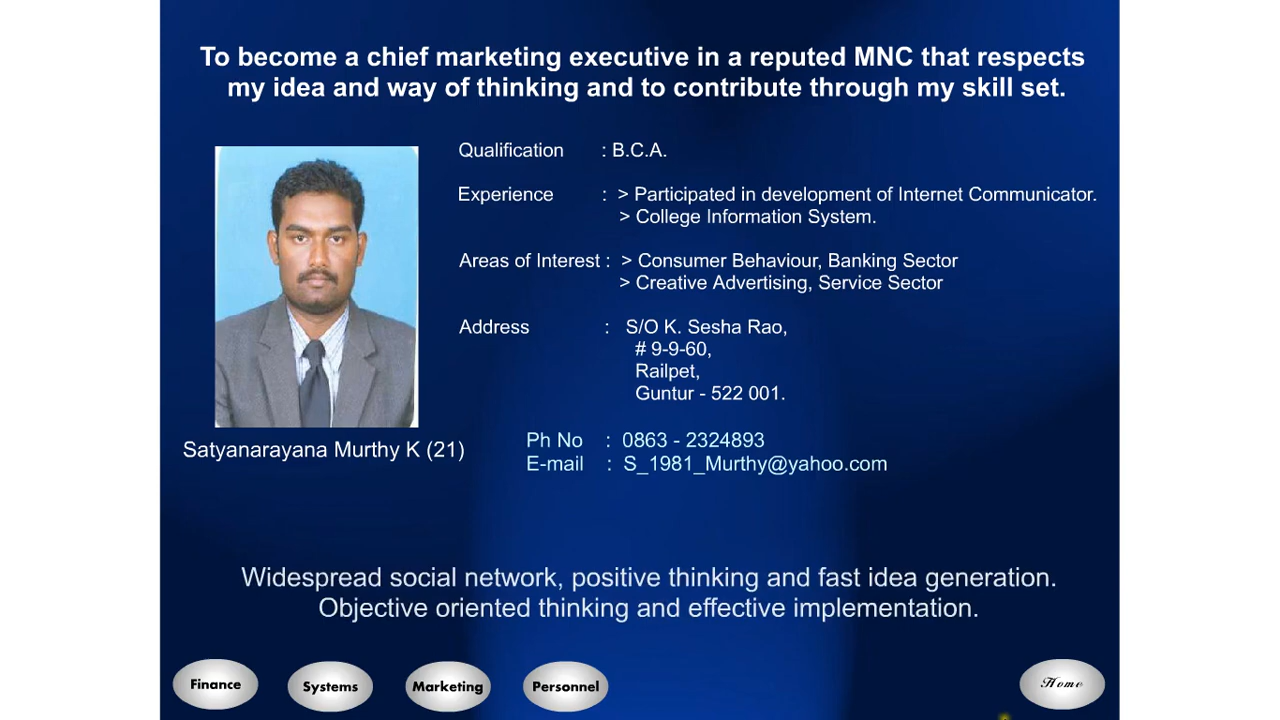 To become a chief marketing executive in a reputed MNC that respects
my idea and way of thinking and to contribute through my skill set.
Qualification : B.C.A.
Experience : > Participated in development of Internet Communicator.
> College Information System.
Areas of Interest : > Consumer Behaviour, Banking Sector
> Creative Advertising, Service Sector
Address : S/O K. Sesha Rao,
# 9-9-60,
Railpet,
Guntur - 522 001.
Satyanarayana Murthy K (21)
Ph No : 0863 - 2324893
E-mail : S_1981_Murthy@yahoo.com
Widespread social network, positive thinking and fast idea generation.
Objective oriented thinking and effective implementation.
Finance Systems Marketing Personnel Home